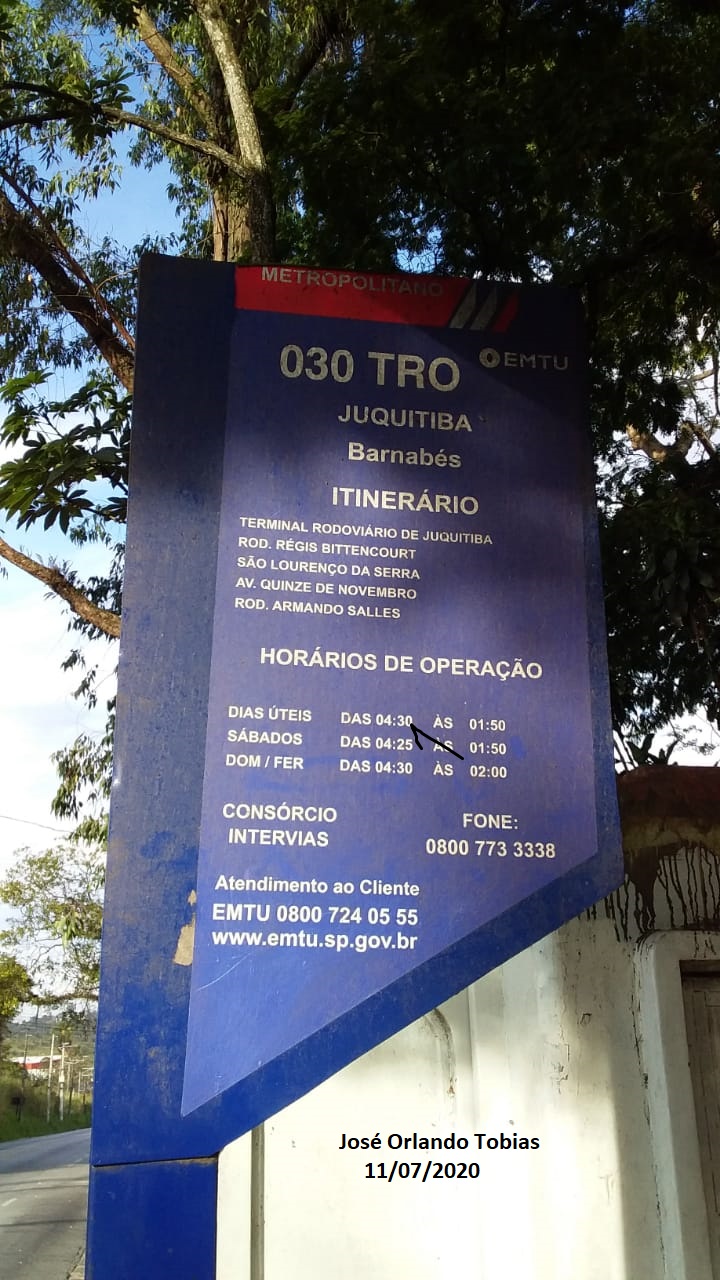 METROPOLITANO
EMTU
030 TRO
JUQUITIBA
Barnabés
ITINERÁRIO
TERMINAL RODOVIÁRIO DE JUQUITIBA
ROD. RÉGIS BITTENCOURT
SÃO LOURENÇO DA SERRA
AV. QUINZE DE NOVEMBRO
ROD. ARMANDO SALLES
HORÁRIOS DE OPERAÇÃO
DIAS ÚTEIS DAS 04:30 ÀS 01:50
SÁBADOS DAS 04:25 ÀS 01:50
DOM / FER DAS 04:30 ÀS 02:00
CONSÓRCIO INTERVIAS
FONE: 0800 773 3338
Atendimento ao Cliente
EMTU 0800 724 05 55
www.emtu.sp.gov.br
José Orlando Tobias
11/07/2020